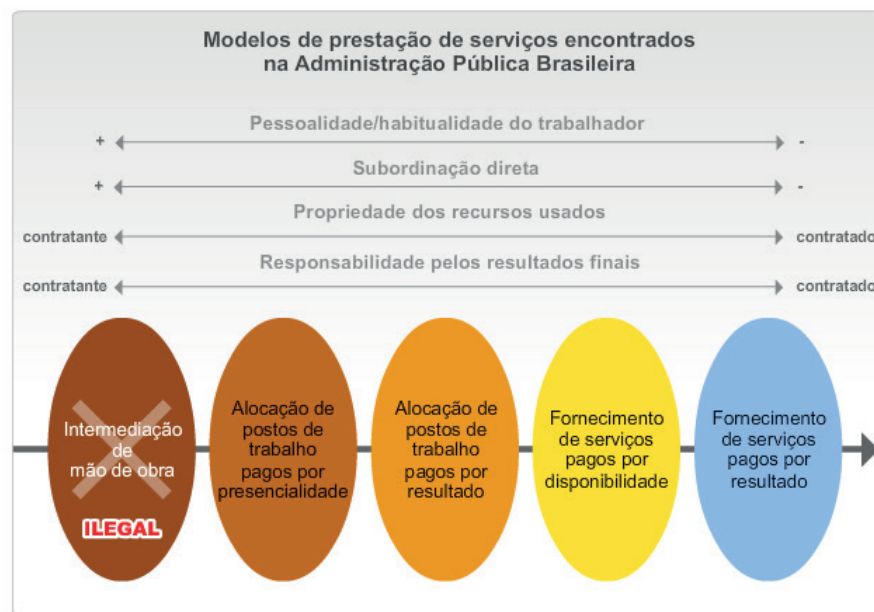 Modelos de prestação de serviços encontrados
na Administração Pública Brasileira
Pessoalidade/habitualidade do trabalhador
+ -
Subordinação direta
+ -
Propriedade dos recursos usados
contratante contratado
Responsabilidade pelos resultados finais
contratante contratado
Intermediação
de
mão de obra
ILEGAL
Alocação de
postos de
trabalho
pagos por
presencialidade
Alocação de
postos de
trabalho
pagos por
resultado
Fornecimento
de serviços
pagos por
disponibilidade
Fornecimento
de serviços
pagos por
resultado